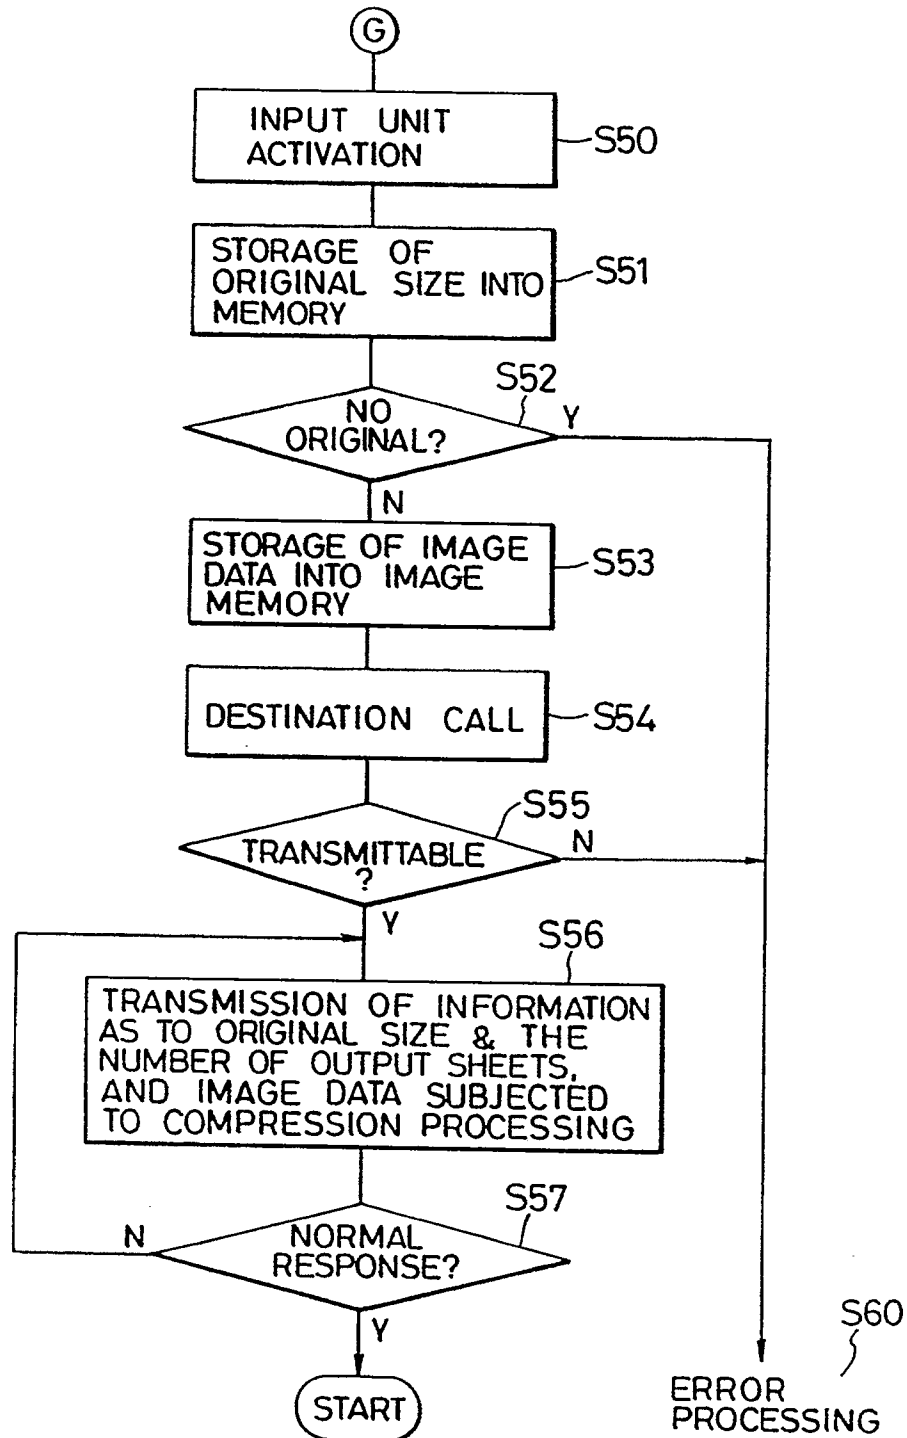 G
INPUT UNIT
ACTIVATION
S50
STORAGE OF
ORIGINAL SIZE INTO
MEMORY
S51
S52
NO
ORIGINAL?
Y
N
STORAGE OF IMAGE
DATA INTO IMAGE
MEMORY
S53
DESTINATION CALL
S54
S55
TRANSMITTABLE
?
N
Y
S56
TRANSMISSION OF INFORMATION
AS TO ORIGINAL SIZE & THE
NUMBER OF OUTPUT SHEETS,
AND IMAGE DATA SUBJECTED
TO COMPRESSION PROCESSING
S57
NORMAL
RESPONSE?
N
Y
START
S60
ERROR
PROCESSING